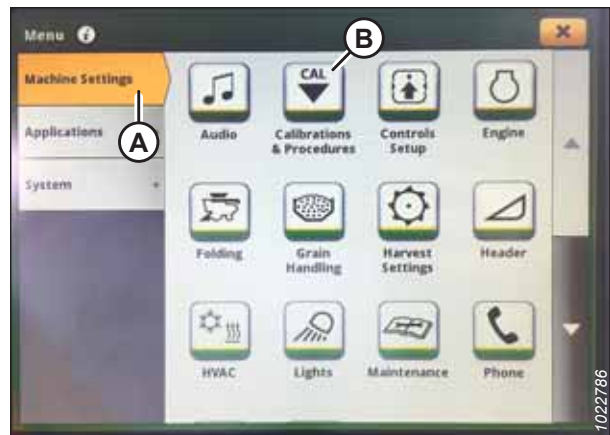 Menu i
B
Machine Settings
A
Applications
System +
CAL
Audio Calibrations & Procedures Controls Setup Engine
Folding Grain Handling Harvest Settings Header
HVAC Lights Maintenance Phone
1022786